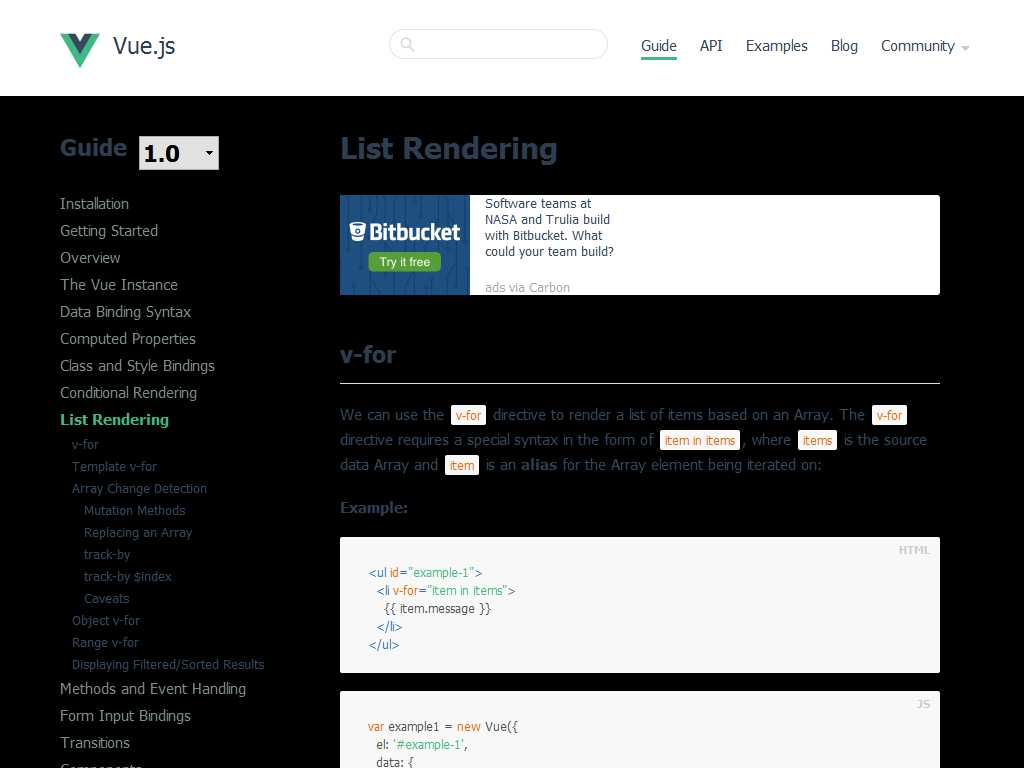 Vue.js
Guide API Examples Blog Community
Guide 1.0
Installation
Getting Started
Overview
The Vue Instance
Data Binding Syntax
Computed Properties
Class and Style Bindings
Conditional Rendering
List Rendering
v-for
Template v-for
Array Change Detection
Mutation Methods
Replacing an Array
track-by
track-by $index
Caveats
Object v-for
Range v-for
Displaying Filtered/Sorted Results
Methods and Event Handling
Form Input Bindings
Transitions
Components
List Rendering
Bitbucket
Try it free
Software teams at
NASA and Trulia build
with Bitbucket. What
could your team build?
ads via Carbon
v-for
We can use the v-for directive to render a list of items based on an Array. The v-for
directive requires a special syntax in the form of item in items, where items is the source
data Array and item is an alias for the Array element being iterated on:
Example:
HTML
<ul id="example-1">
<li v-for="item in items">
{{ item.message }}
</li>
</ul>
JS
var example1 = new Vue({
el: '#example-1',
data: {